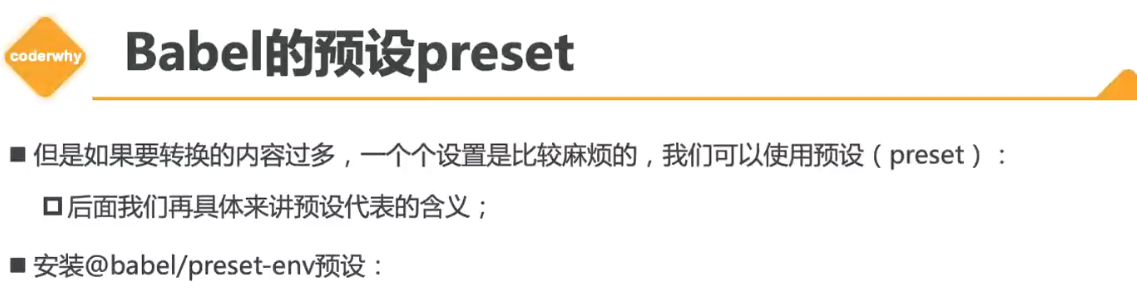 coderwhy
Babel的预设preset
但是如果要转换的内容过多，一个个设置是比较麻烦的，我们可以使用预设（preset）：
后面我们再具体来讲预设代表的含义；
安装@babel/preset-env预设：